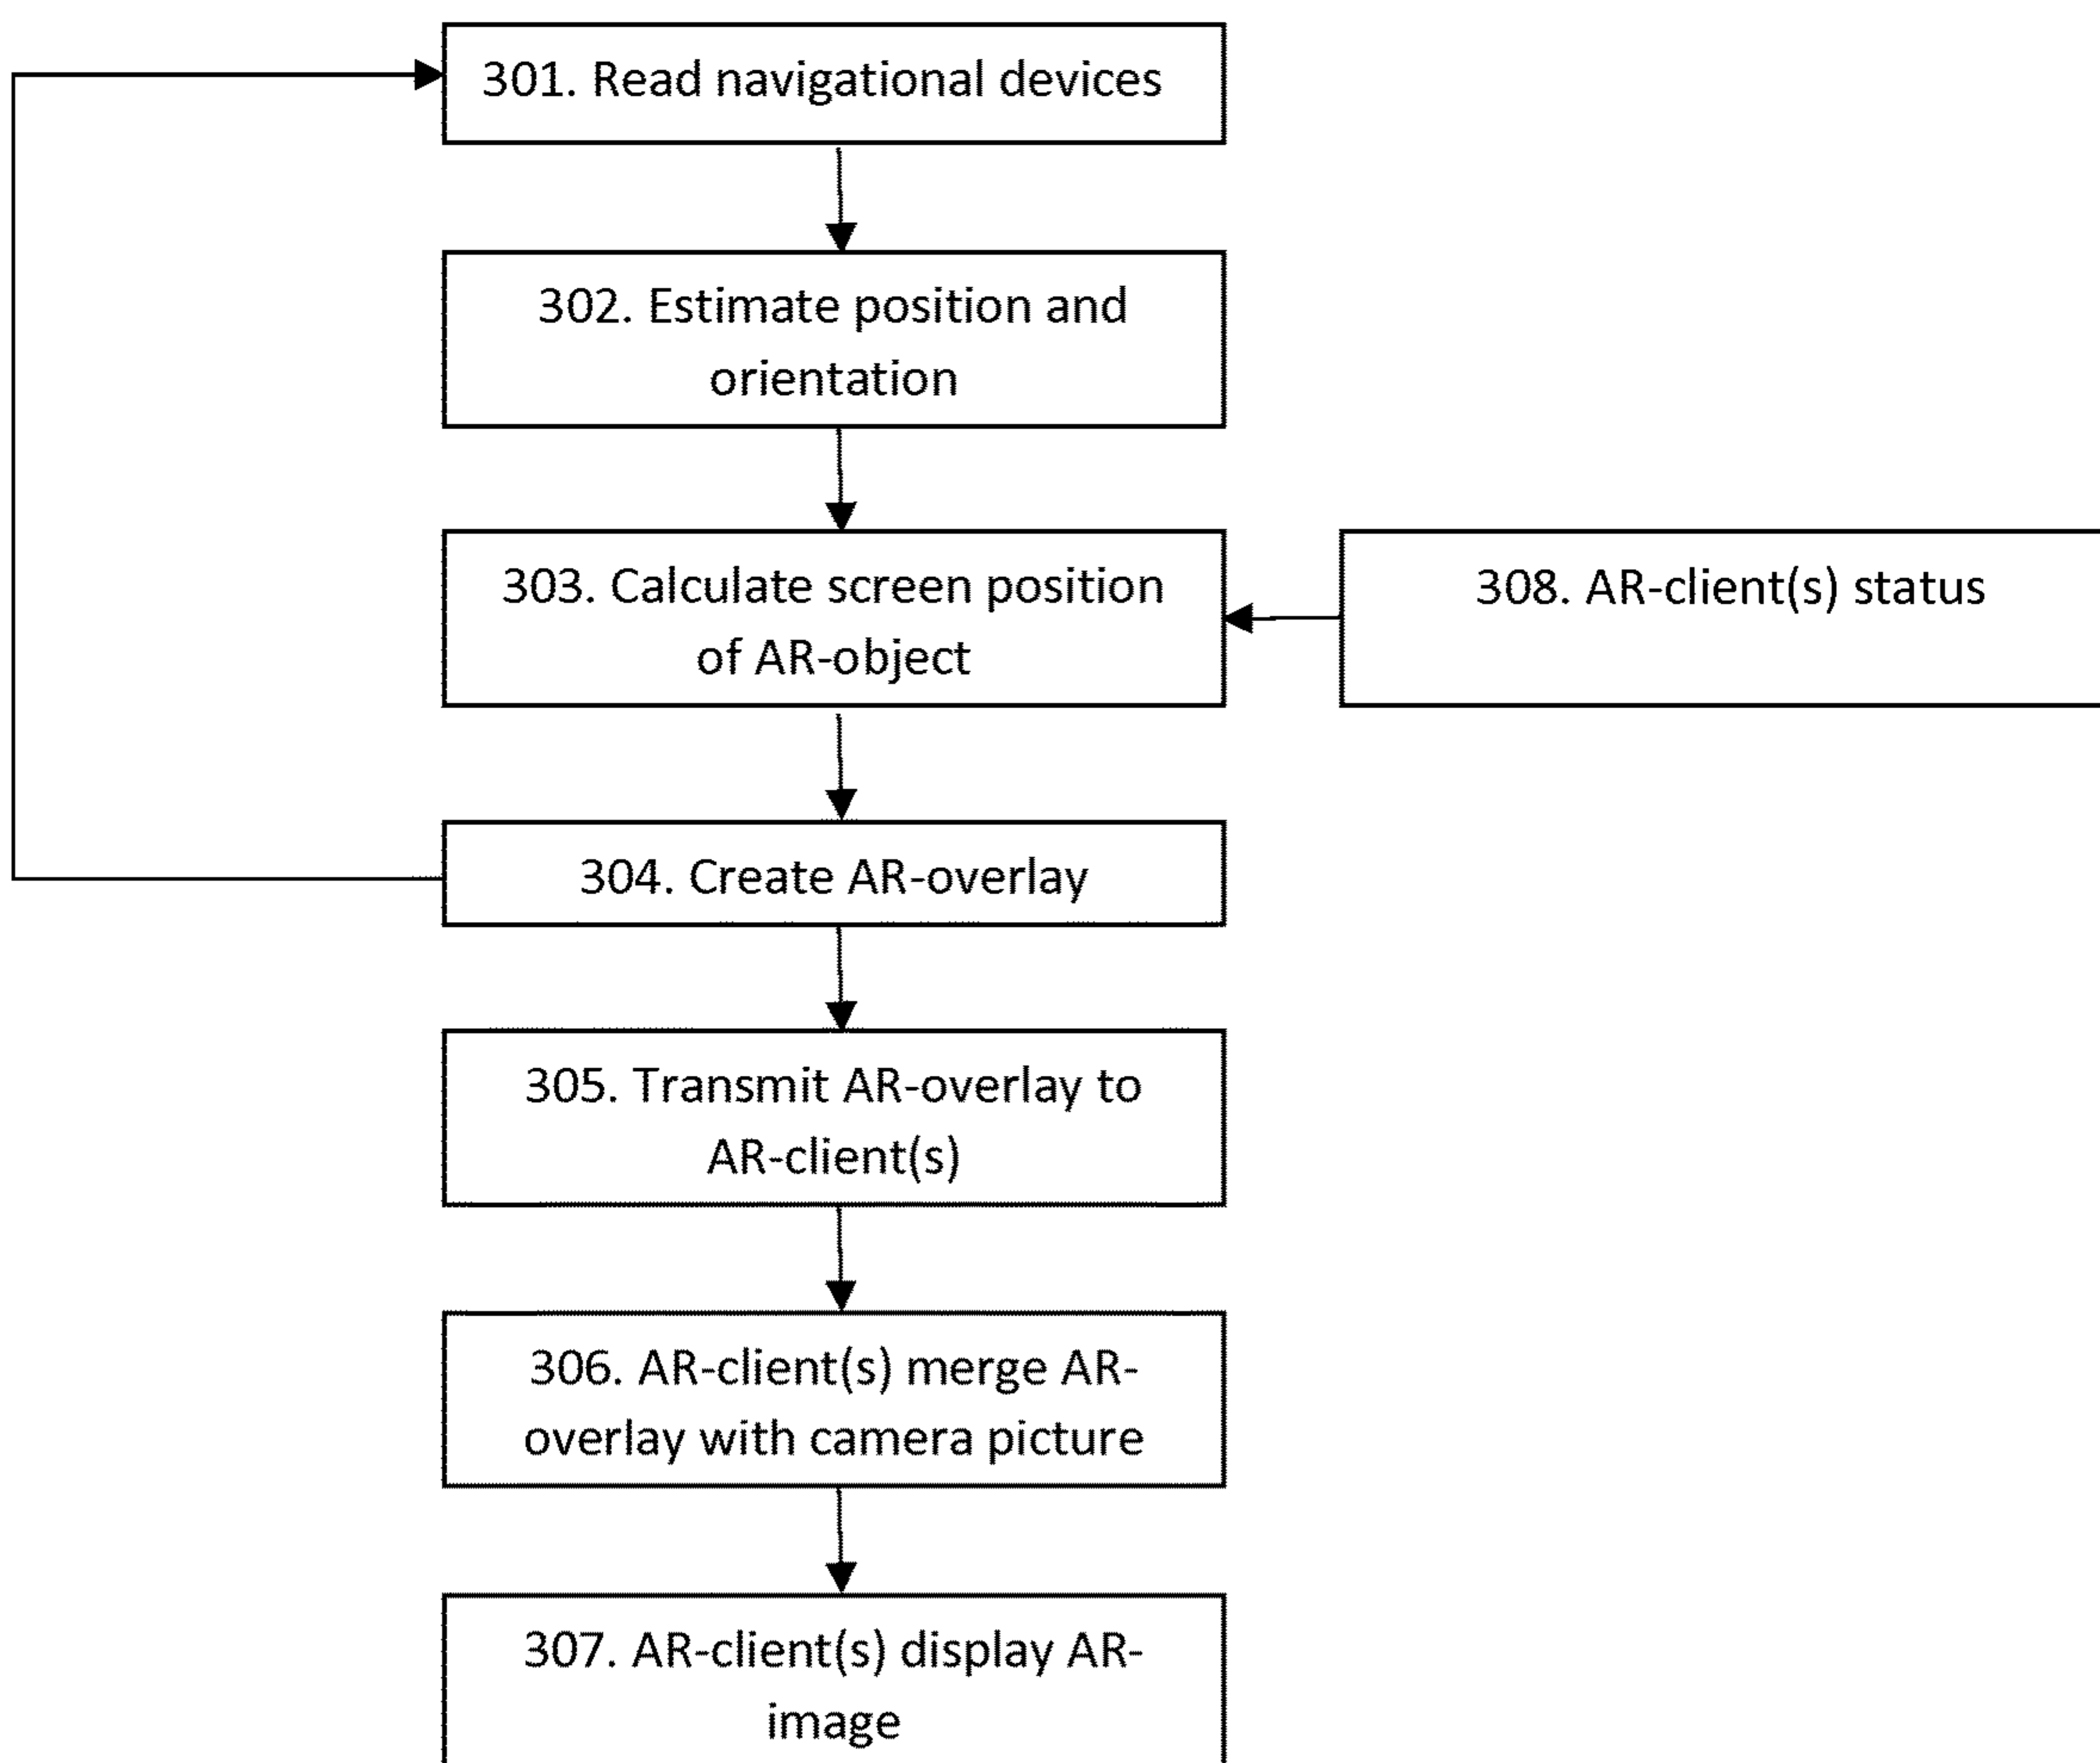 301. Read navigational devices
302. Estimate position and
orientation
303. Calculate screen position
of AR-object
308. AR-client(s) status
304. Create AR-overlay
305. Transmit AR-overlay to
AR-client(s)
306. AR-client(s) merge AR-
overlay with camera picture
307. AR-client(s) display AR-
image